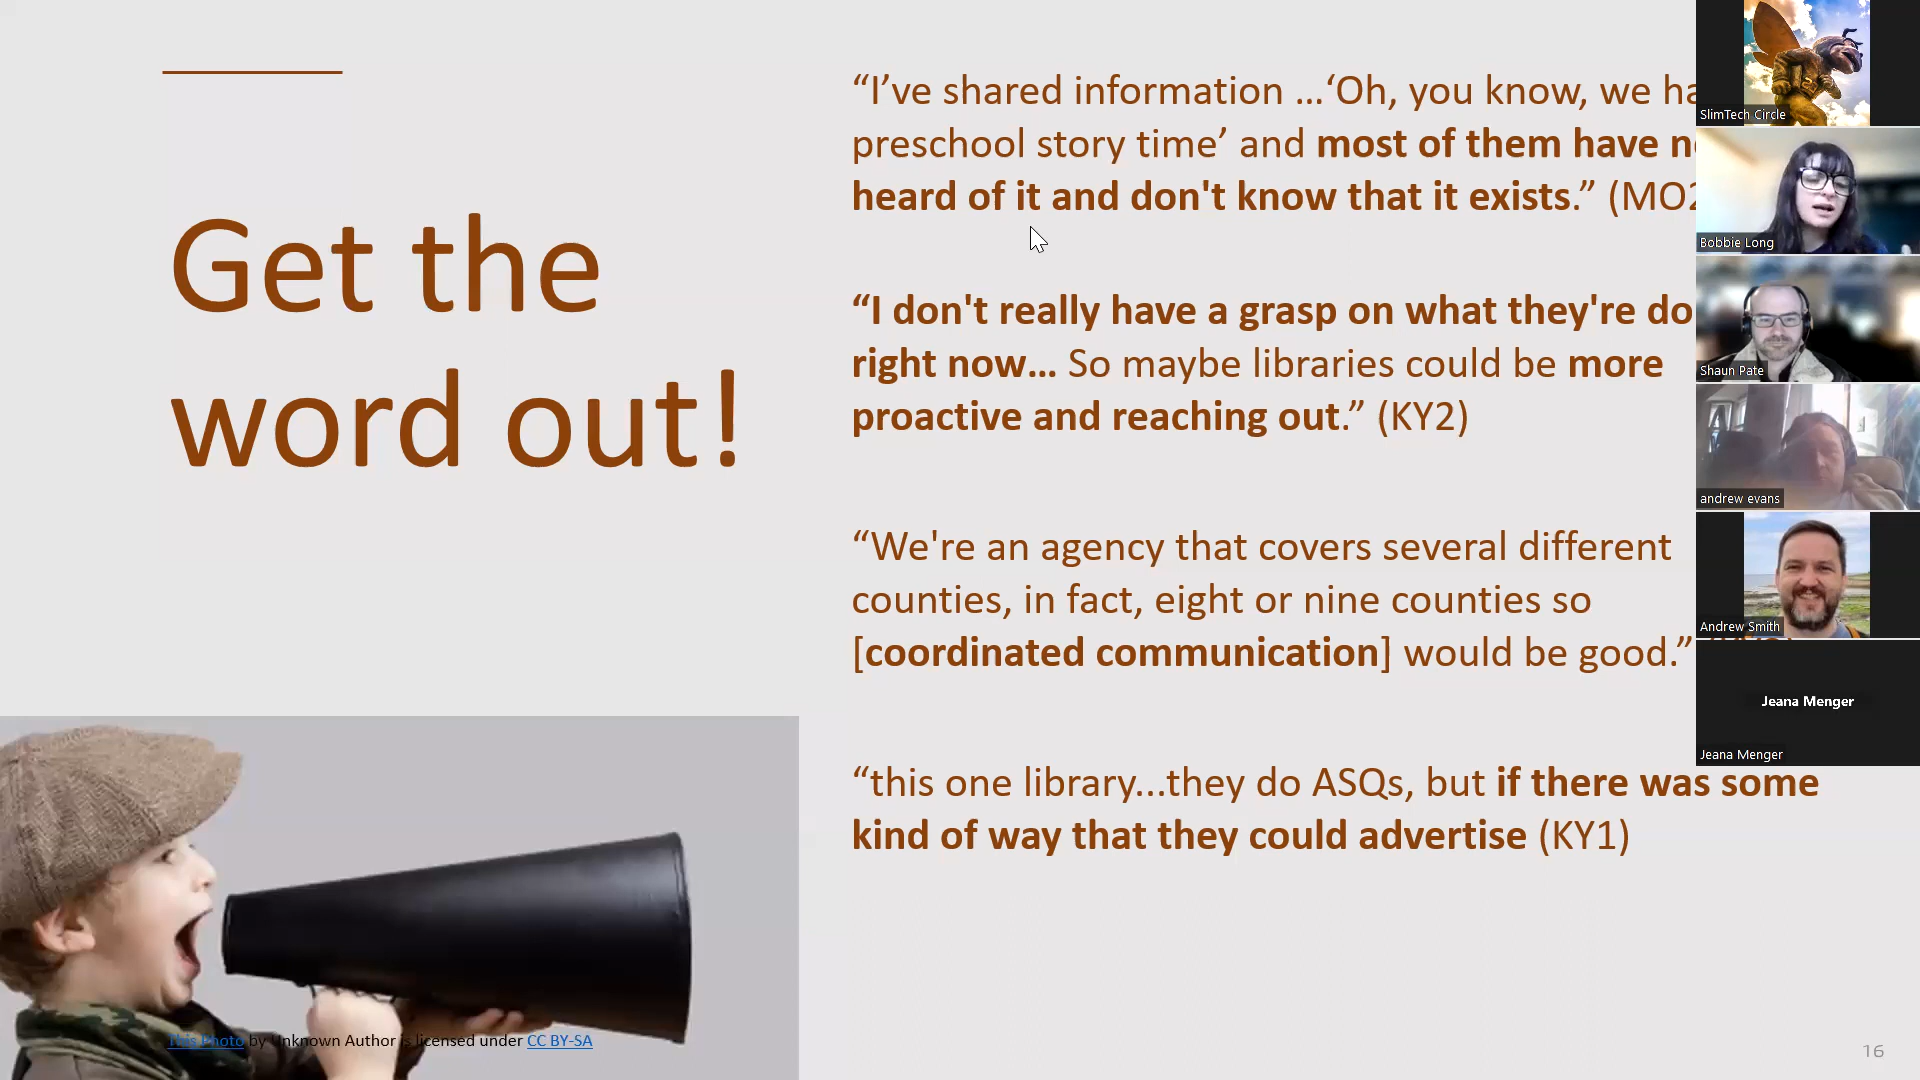 Get the
word out!
“I’ve shared information …‘Oh, you know, we
preschool story time’ and most of them have
heard of it and don't know that it exists.” (MO2
“I don't really have a grasp on what they're
right now… So maybe libraries could be more
proactive and reaching out.” (KY2)
“We're an agency that covers several different
counties, in fact, eight or nine counties so
[coordinated communication] would be good.”
“this one library...they do ASQs, but if there was some
kind of way that they could advertise (KY1)
This Photo by Unknown Author is licensed under CC BY-SA
16
SlimTech Circle
Bobbie Long
Shaun Pate
andrew evans
Andrew Smith
Jeana Menger
Jeana Menger